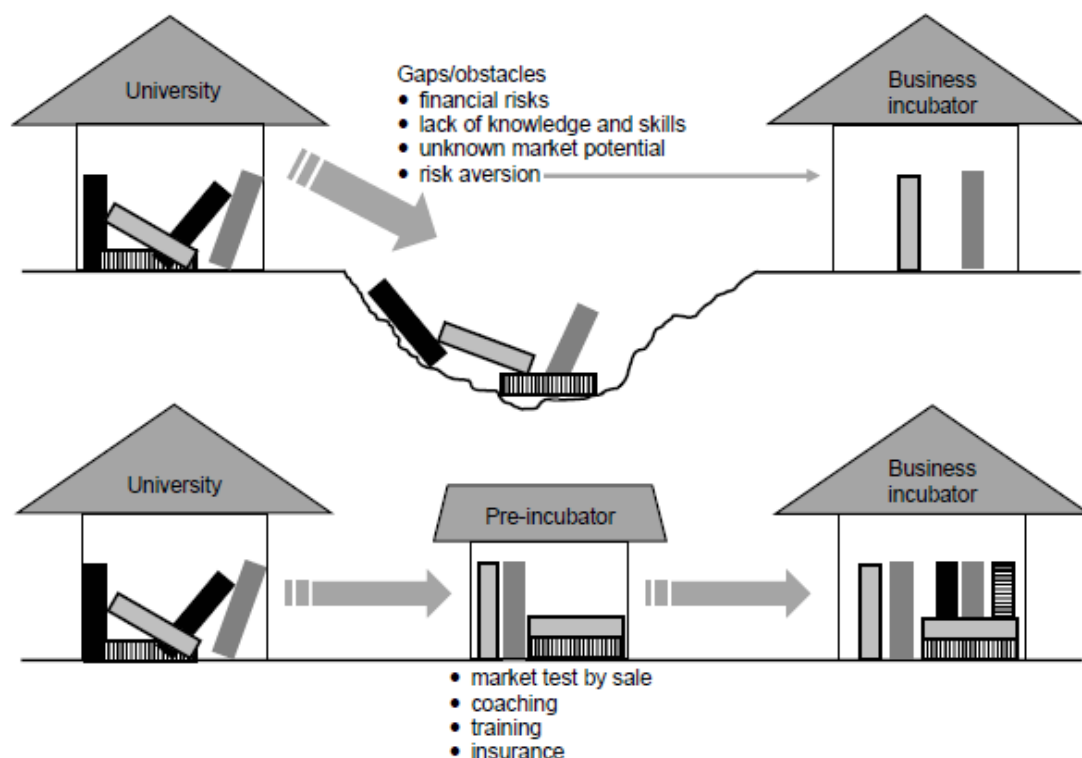 University
Gaps/obstacles
• financial risks
• lack of knowledge and skills
• unknown market potential
• risk aversion
Business
incubator
University
Pre-incubator
Business
incubator
• market test by sale
• coaching
• training
• insurance